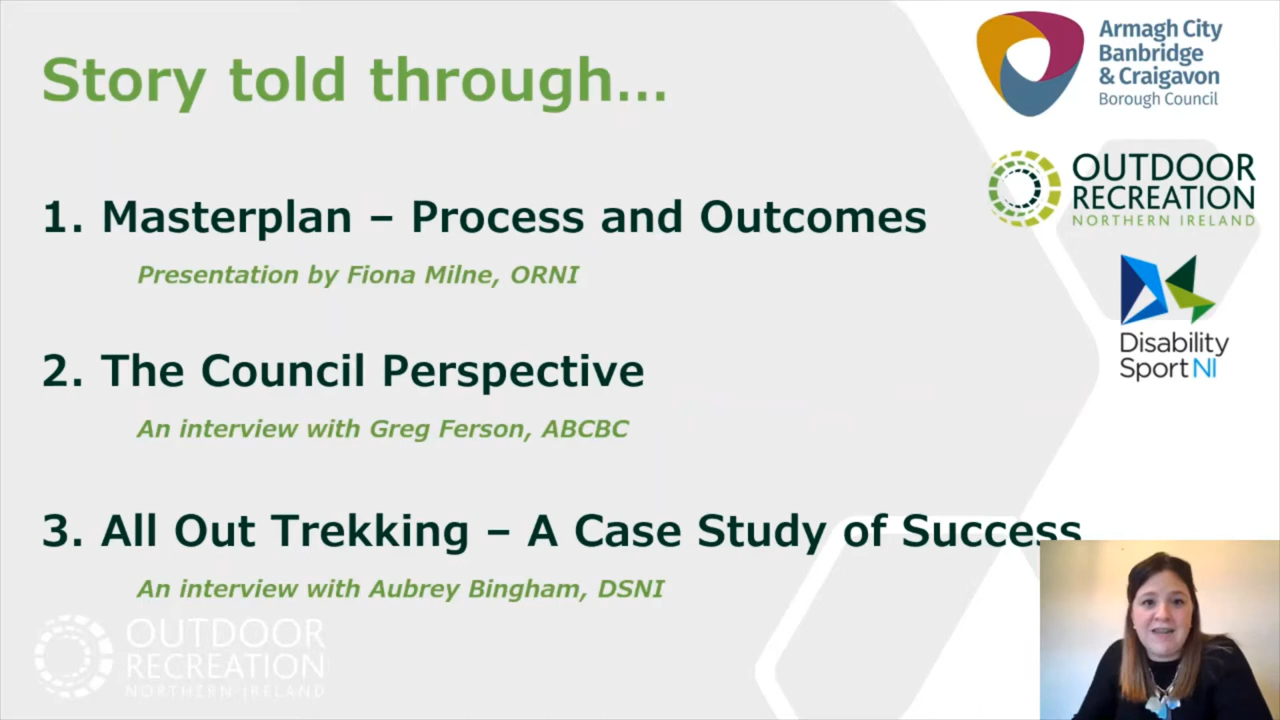 Story told through...
1. Masterplan – Process and Outcomes
Presentation by Fiona Milne, ORNI
2. The Council Perspective
An interview with Greg Ferson, ABCBC
3. All Out Trekking – A Case Study of Success
An interview with Aubrey Bingham, DSNI
Armagh City
Banbridge
& Craigavon
Borough Council
OUTDOOR
RECREATION
NORTHERN IRELAND
Disability
Sport NI
OUTDOOR
RECREATION
NORTHERN IRELAND